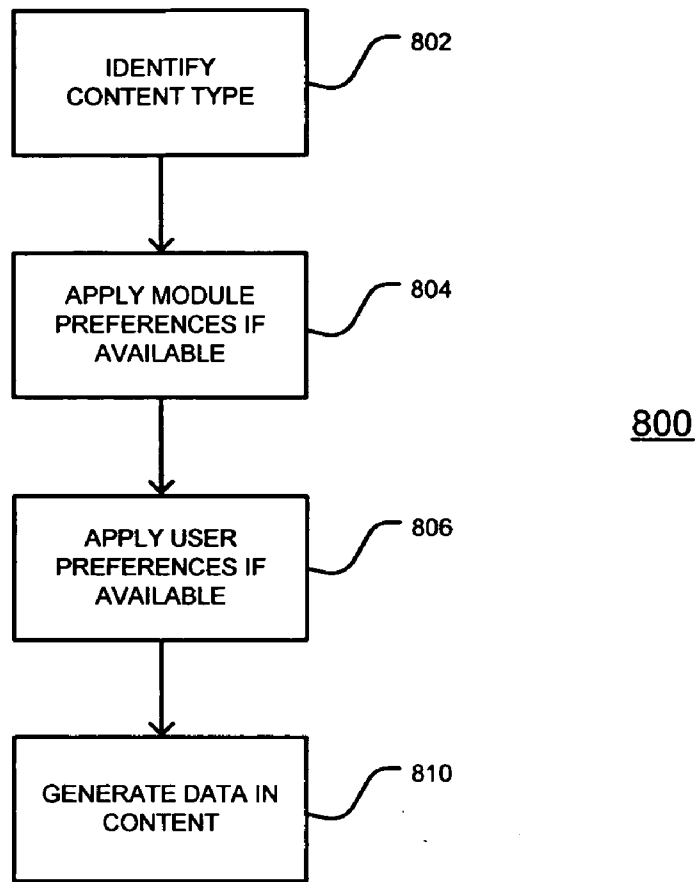 IDENTIFY
CONTENT TYPE
802
APPLY MODULE
PREFERENCES IF
AVAILABLE
804
800
APPLY USER
PREFERENCES IF
AVAILABLE
806
GENERATE DATA IN
CONTENT
810